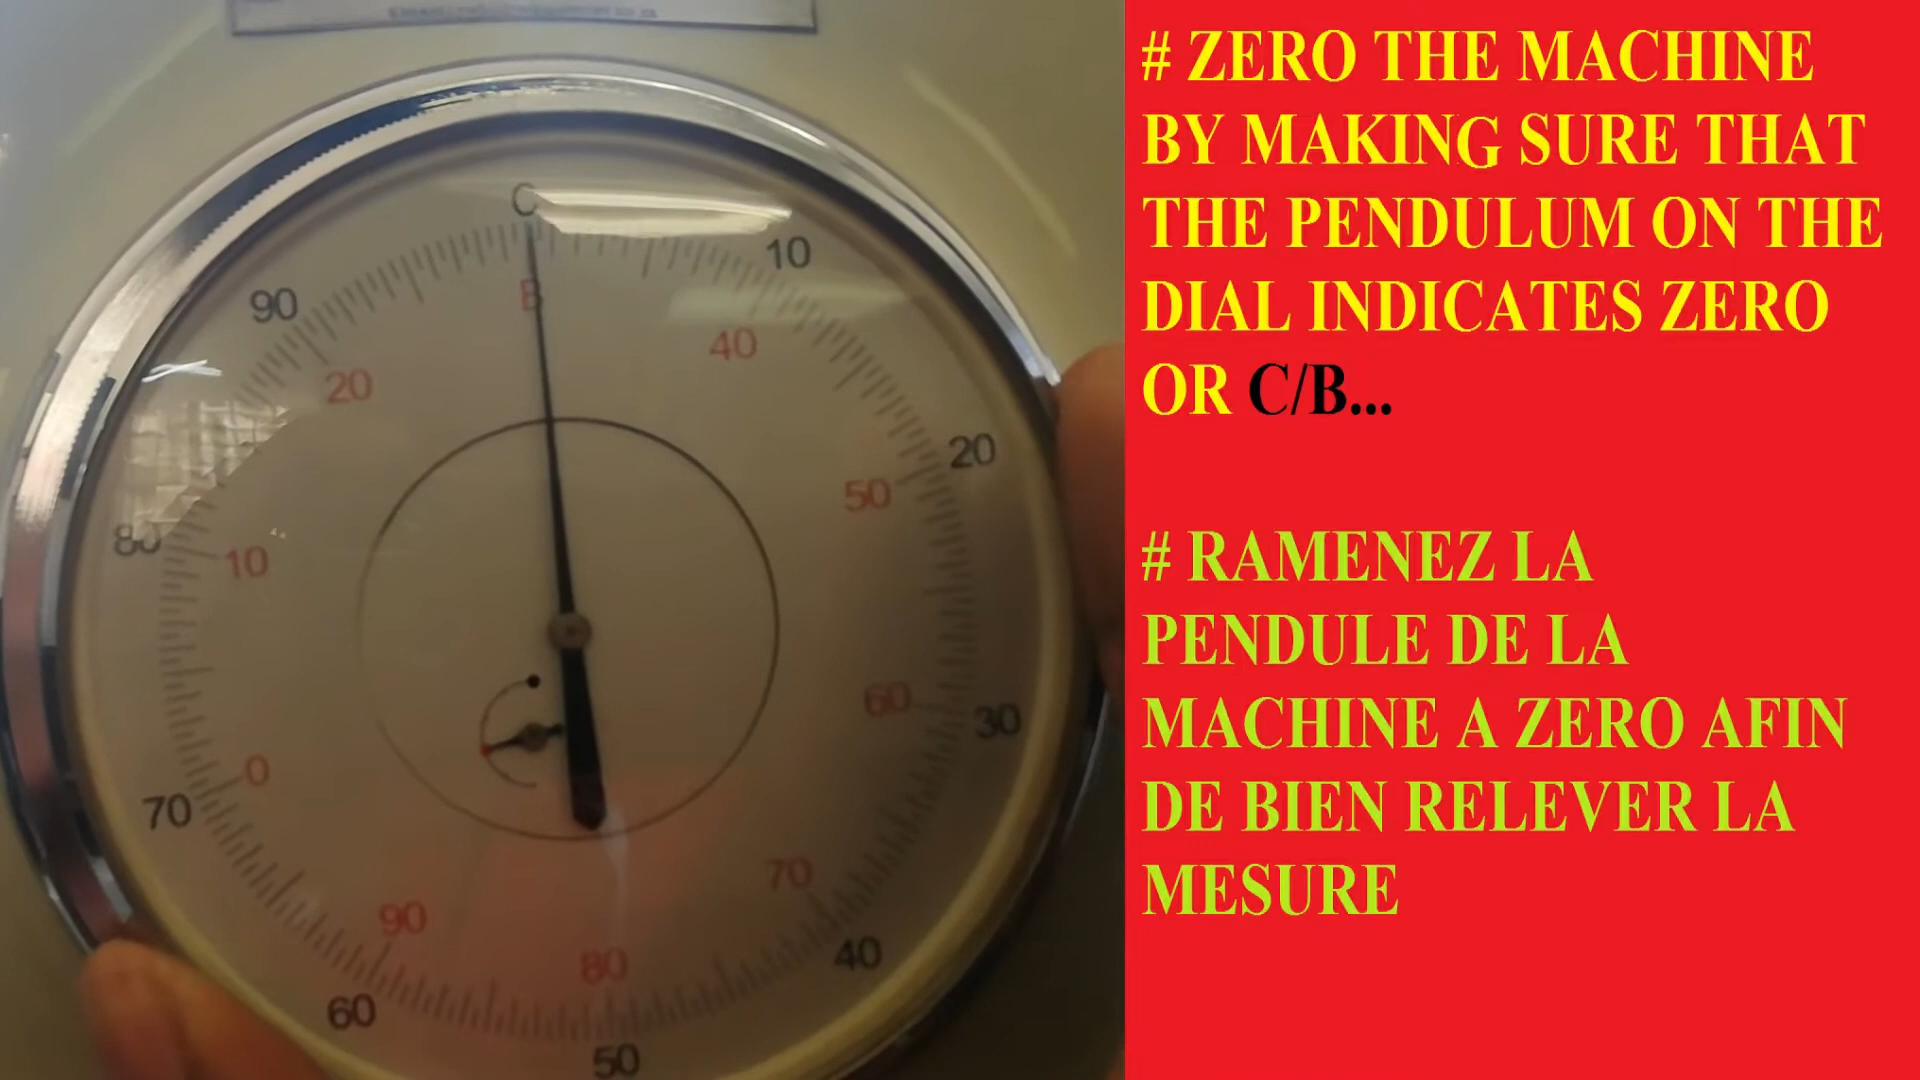 C
10
90
B
40
20
20
50
80
10
60
30
0
70
70
90
40
80
60
50
# ZERO THE MACHINE
BY MAKING SURE THAT
THE PENDULUM ON THE
DIAL INDICATES ZERO
OR C/B...
# RAMENEZ LA
PENDULE DE LA
MACHINE A ZERO AFIN
DE BIEN RELEVER LA
MESURE